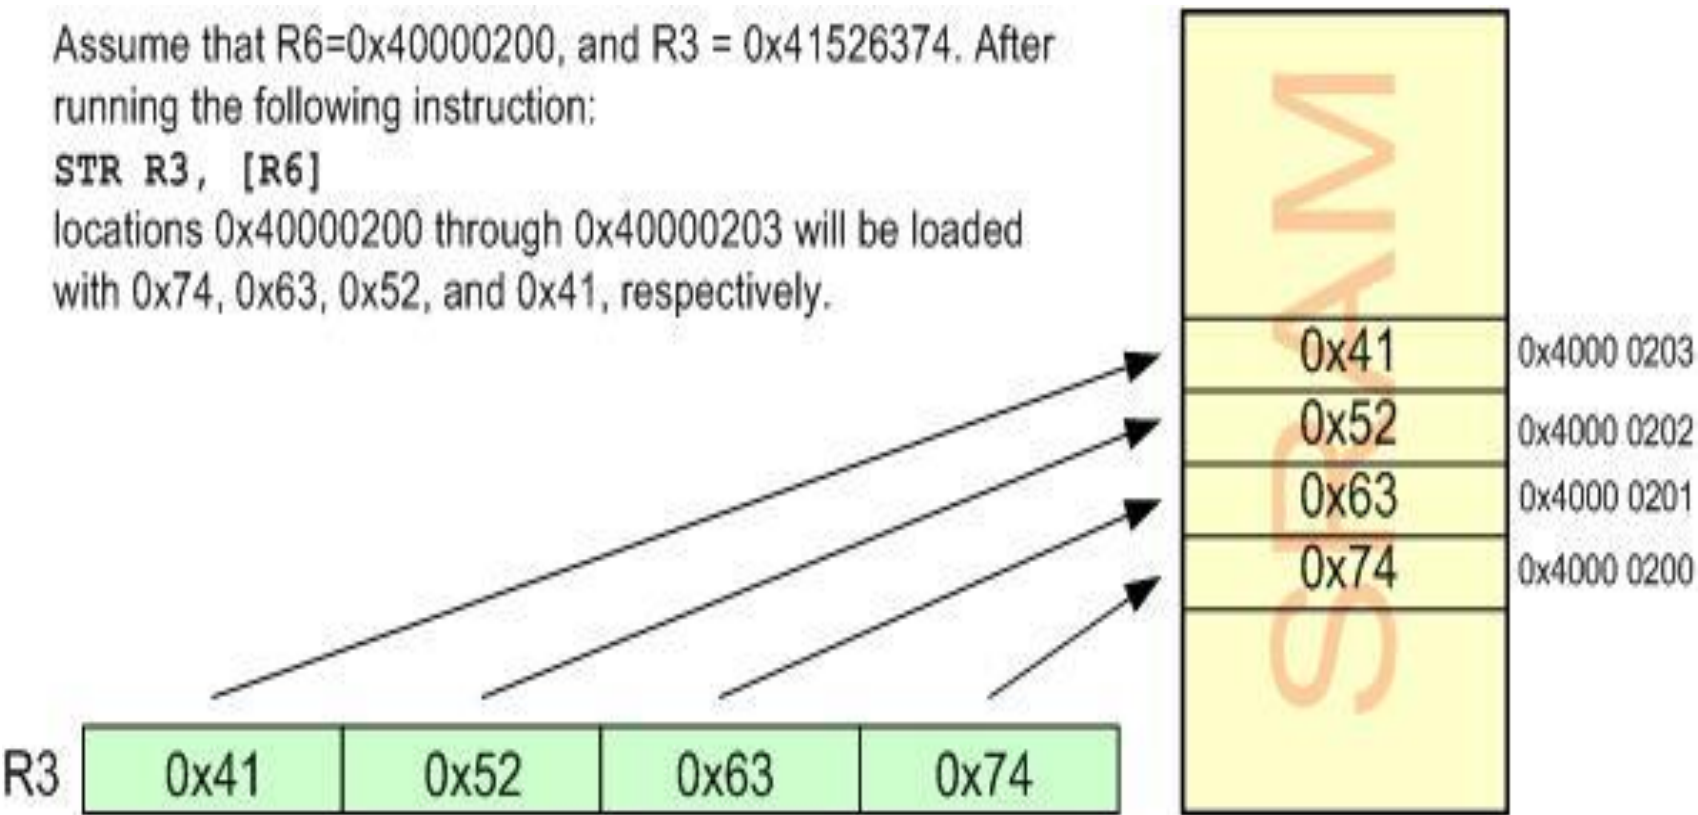 Assume that R6=0x40000200, and R3 = 0x41526374. After
running the following instruction:
STR R3, [R6]
locations 0x40000200 through 0x40000203 will be loaded
with 0x74, 0x63, 0x52, and 0x41, respectively.
SRAM
0x41 0x4000 0203
0x52 0x4000 0202
0x63 0x4000 0201
0x74 0x4000 0200
R3 0x41 0x52 0x63 0x74